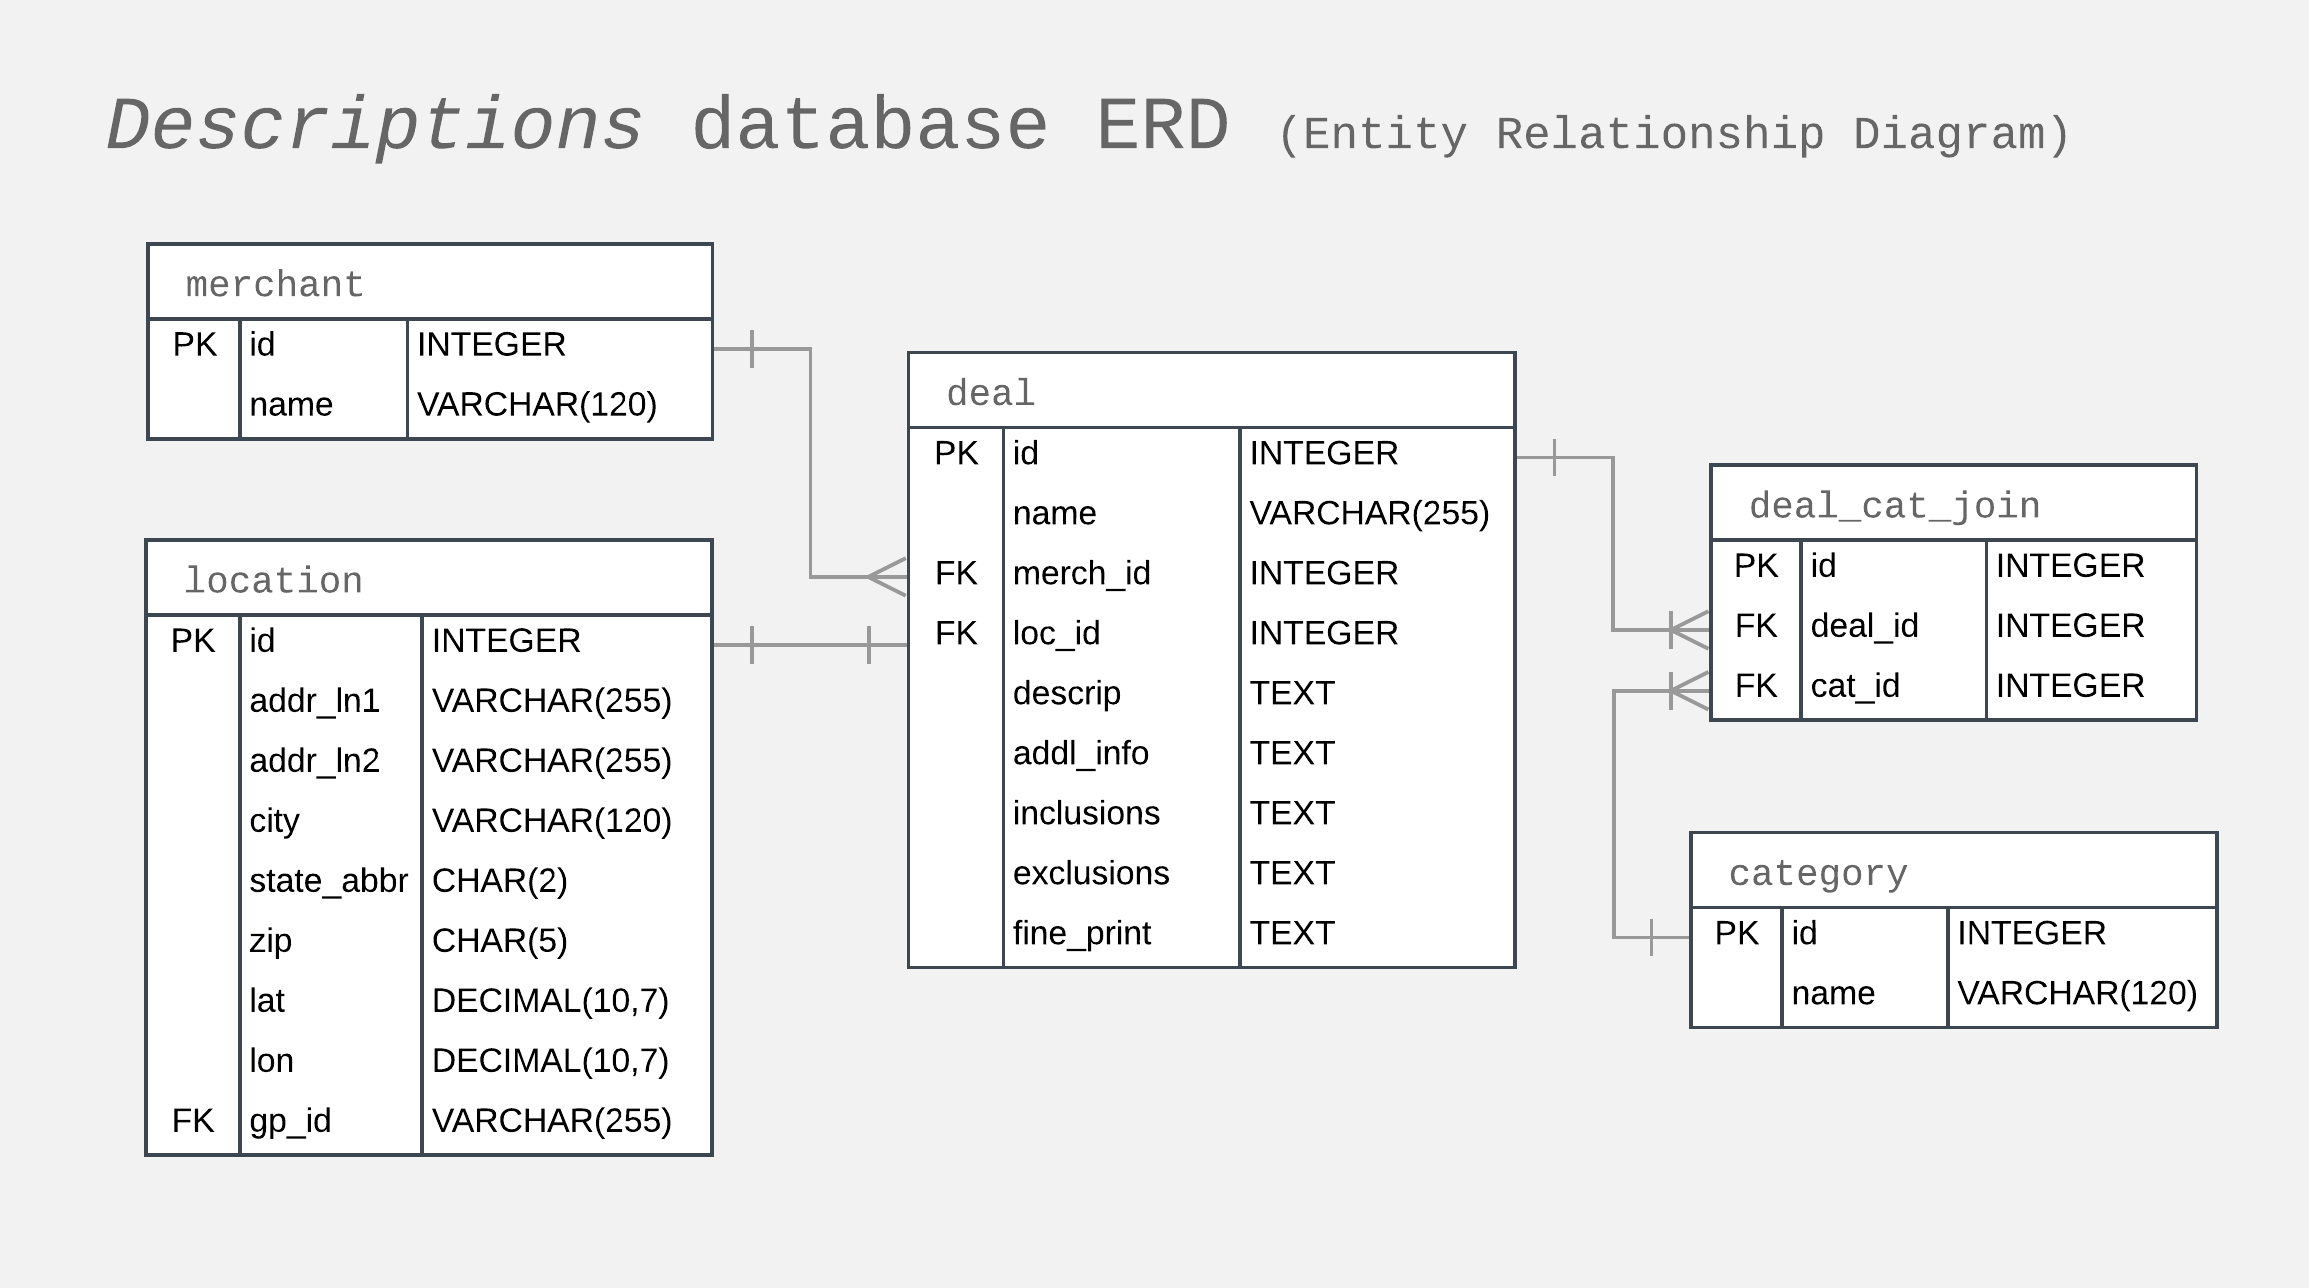 Descriptions database ERD (Entity Relationship Diagram)
merchant
PK id INTEGER
name VARCHAR(120)
location
PK id INTEGER
addr_ln1 VARCHAR(255)
addr_ln2 VARCHAR(255)
city VARCHAR(120)
state_abbr CHAR(2)
zip CHAR(5)
lat DECIMAL(10,7)
lon DECIMAL(10,7)
FK gp_id VARCHAR(255)
deal
PK id INTEGER
name VARCHAR(255)
FK merch_id INTEGER
FK loc_id INTEGER
descrip TEXT
addl_info TEXT
inclusions TEXT
exclusions TEXT
fine_print TEXT
deal_cat_join
PK id INTEGER
FK deal_id INTEGER
FK cat_id INTEGER
category
PK id INTEGER
name VARCHAR(120)